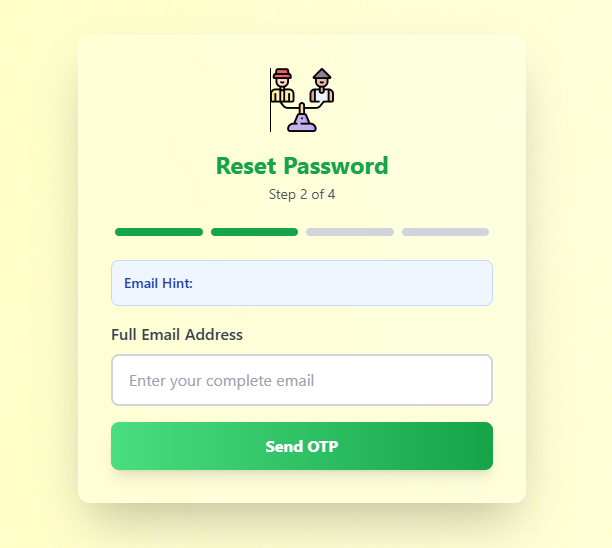 Reset Password
Step 2 of 4
Email Hint:
Full Email Address
Enter your complete email
Send OTP